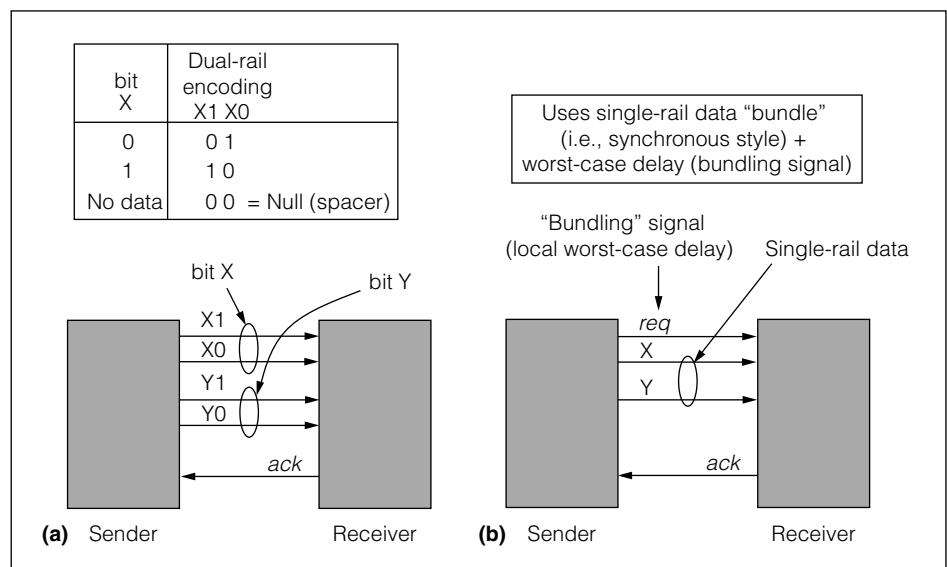 bit
X
Dual-rail
encoding
X1 X0
0
0 1
1
1 0
No data
0 0 = Null (spacer)
bit X
bit Y
X1
X0
Y1
Y0
ack
(a) Sender
Receiver
Uses single-rail data “bundle”
(i.e., synchronous style) +
worst-case delay (bundling signal)
“Bundling” signal
(local worst-case delay)
Single-rail data
req
X
Y
ack
(b) Sender
Receiver